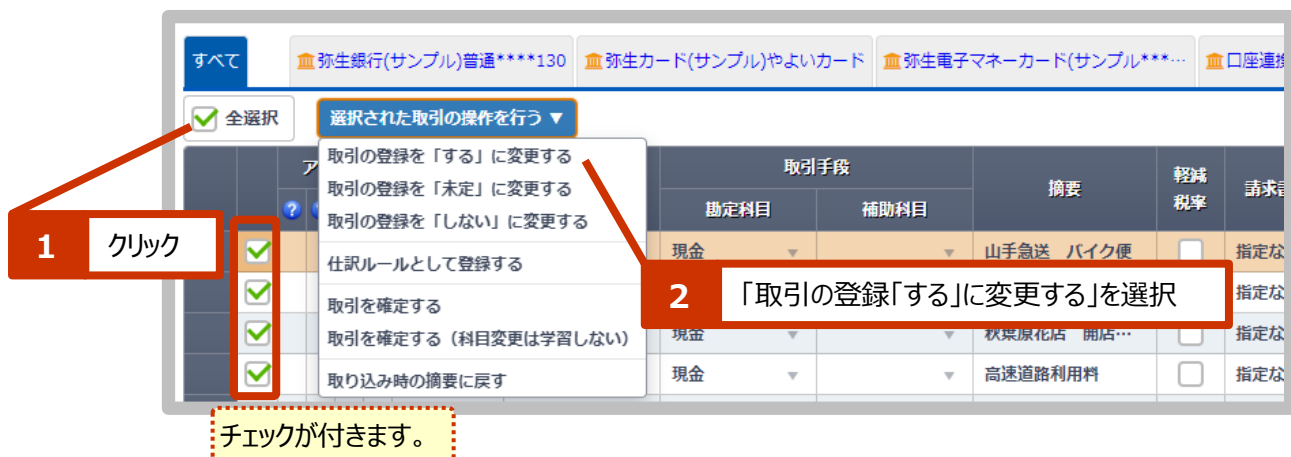 すべて
弥生銀行(サンプル)普通****130
弥生カード(サンプル)やよいカード
弥生電子マネーカード(サンプル***…
口座連携
全選択
選択された取引の操作を行う ▼
ア
取引手段
摘要
軽減
税率
勘定科目
補助科目
取引の登録を「する」に変更する
取引の登録を「未定」に変更する
取引の登録を「しない」に変更する
仕訳ルールとして登録する
取引を確定する
取引を確定する(科目変更は学習しない)
取り込み時の摘要に戻す
1 クリック
2 「取引の登録「する」に変更する」を選択
現金 山手急送 バイク便 指定な
指定な
現金 秋葉原花店 開店… 指定な
現金 高速道路利用料 指定な
チェックが付きます。